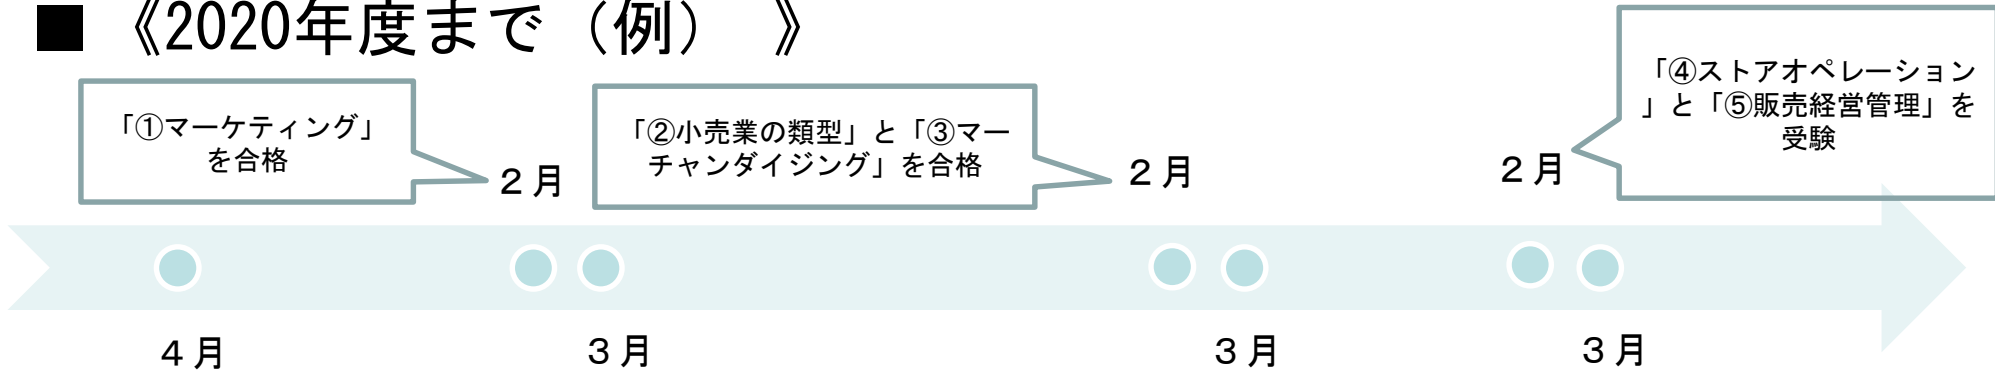 ■ 《2020年度まで（例） 》
「①マーケティング」
を合格
２月
「②小売業の類型」と「③マー
チャンダイジング」を合格
２月
２月
「④ストアオペレーション
」と「⑤販売経営管理」を
受験
４月
３月
３月
３月